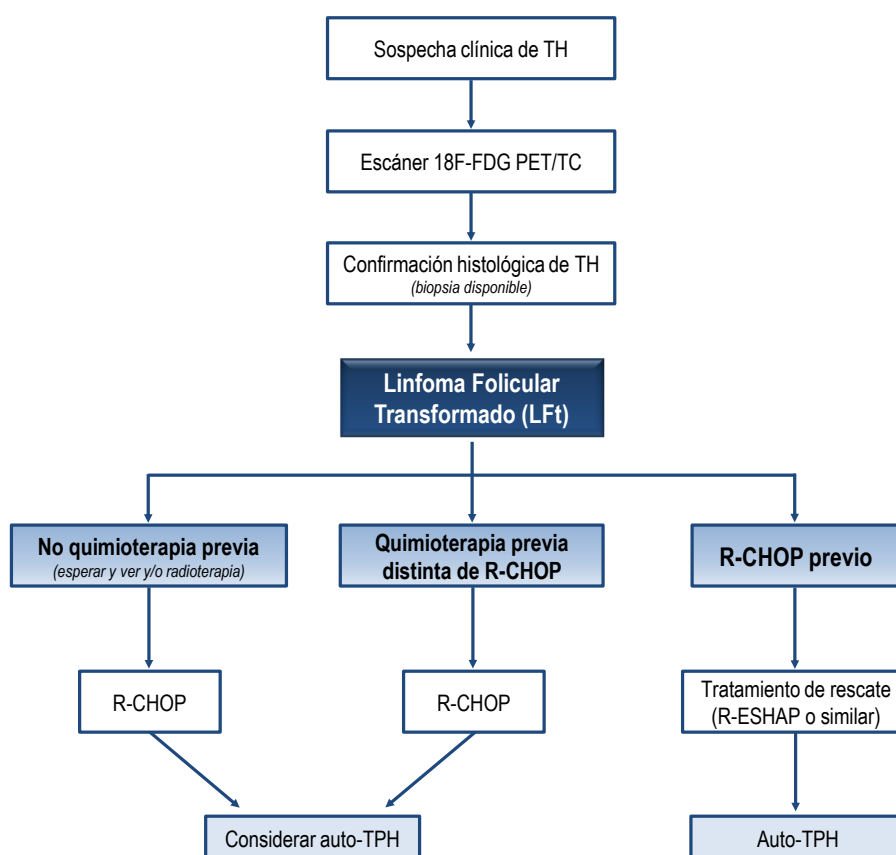 Sospecha clínica de TH
Escáner 18F-FDG PET/TC
Confirmación histológica de TH
(biopsia disponible)
Linfoma Folicular
Transformado (LFt)
No quimioterapia previa
(esperar y ver y/o radioterapia)
Quimioterapia previa
distinta de R-CHOP
R-CHOP previo
R-CHOP
R-CHOP
Tratamiento de rescate
(R-ESHAP o similar)
Considerar auto-TPH
Auto-TPH